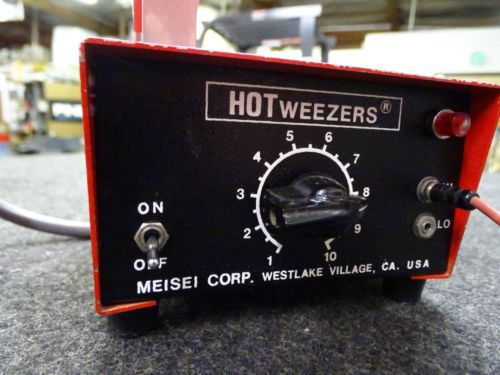 HOTWEEZERS®
5 6
4 7
3 8
2 9
1 10
ON
OFF
LO
MEISEI CORP. WESTLAKE VILLAGE, CA. USA